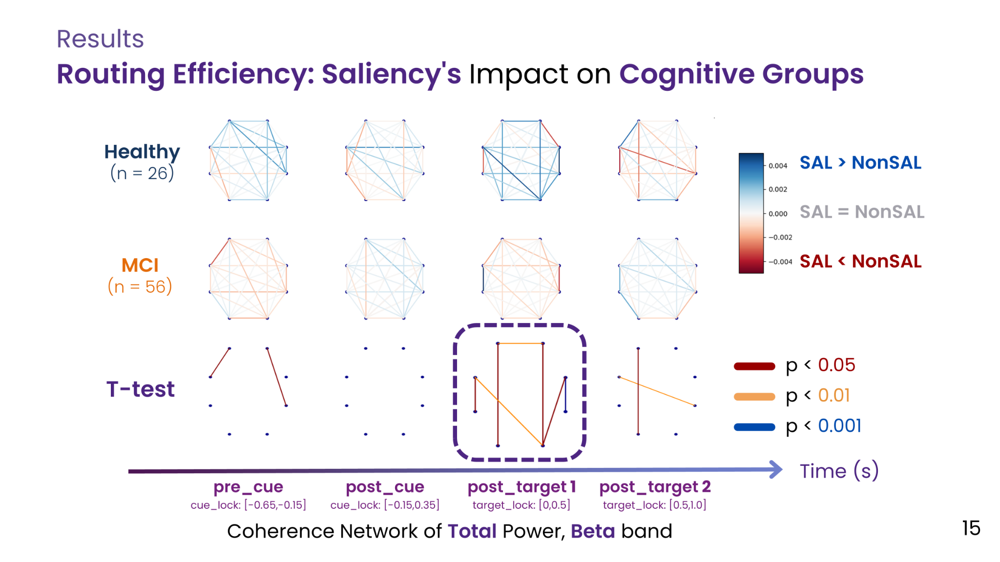 Results
Routing Efficiency: Saliency's Impact on Cognitive Groups
Healthy
(n = 26)
0.004
0.002
0.000
−0.002
−0.004
SAL > NonSAL
SAL = NonSAL
SAL < NonSAL
MCI
(n = 56)
T-test
p < 0.05
p < 0.01
p < 0.001
Time (s)
pre_cue
cue_lock: [-0.65,-0.15]
post_cue
cue_lock: [-0.15,0.35]
post_target 1
target_lock: [0,0.5]
post_target 2
target_lock: [0.5,1.0]
Coherence Network of Total Power, Beta band
15